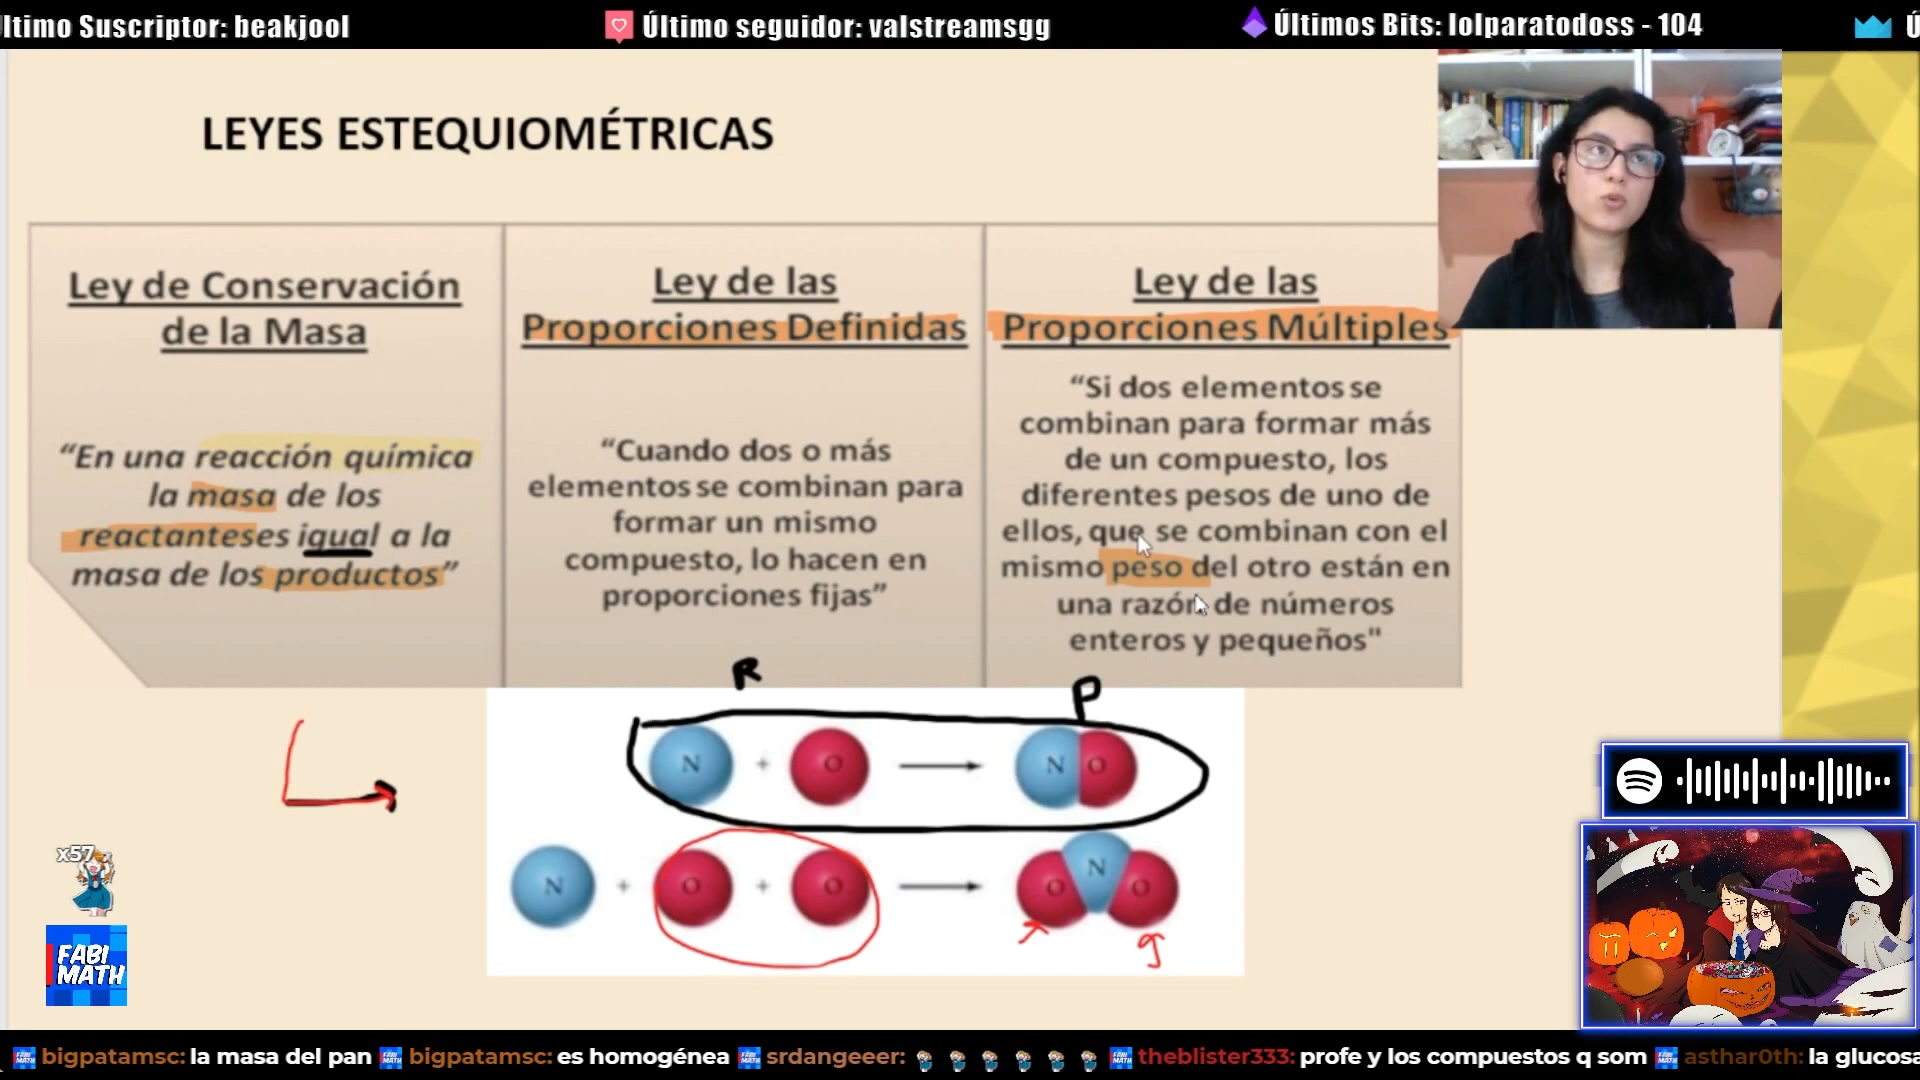 ltimo Suscriptor: beakjool
Último seguidor: valstreamsgg
Últimos Bits: lolparatodoss - 104
Ú
LEYES ESTEQUIOMÉTRICAS
Ley de Conservación
de la Masa
“En una reacción química
la masa de los
reactanteses igual a la
masa de los productos”
Ley de las
Proporciones Definidas
“Cuando dos o más
elementos se combinan para
formar un mismo
compuesto, lo hacen en
proporciones fijas”
Ley de las
Proporciones Múltiples
“Si dos elementos se
combinan para formar más
de un compuesto, los
diferentes pesos de uno de
ellos, que se combinan con el
mismo peso del otro están en
una razón de números
enteros y pequeños"
R
P
N + O NO
N + O + O ONO
x57
FABI
MATH
bigpatamsc: la masa del pan bigpatamsc: es homogénea srdangeeer: theblister333: profe y los compuestos q som asthar0th: la glucosa